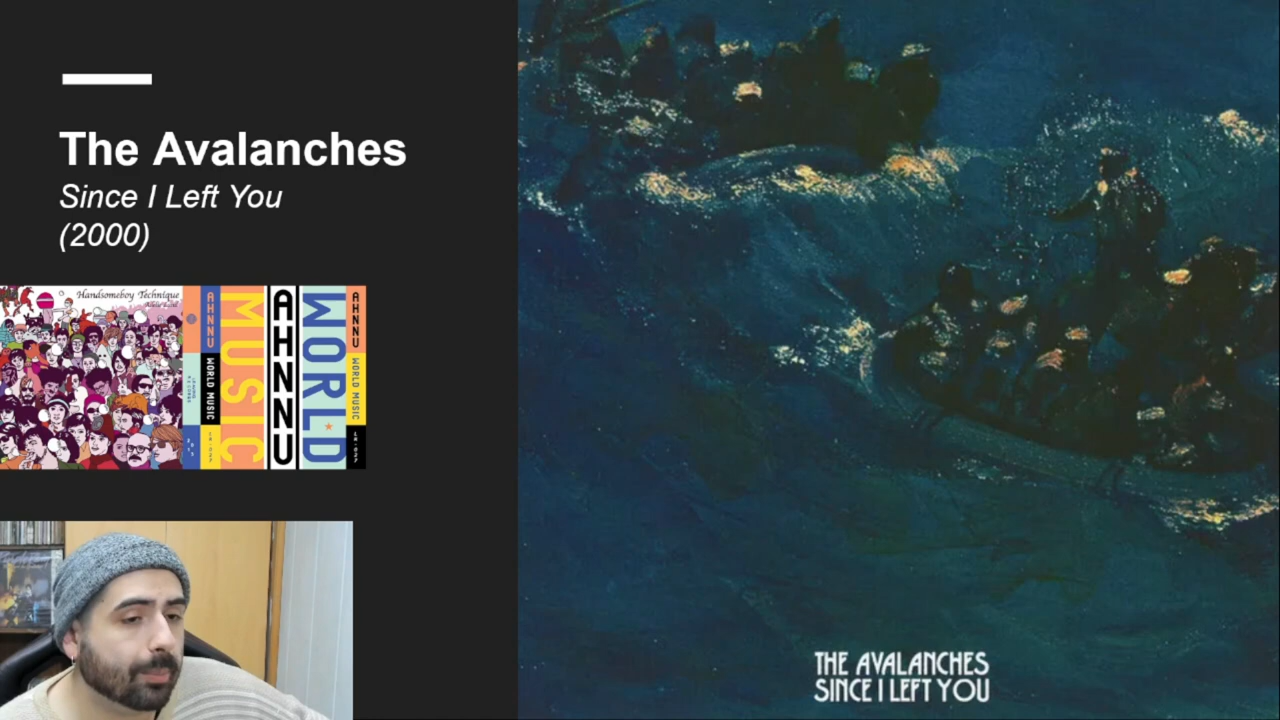 The Avalanches
Since I Left You
(2000)
Handsomeboy Technique
AHNNU
WORLD MUSIC
MUSIC
AHNNU
WORLD
AHNNU
WORLD MUSIC
THE AVALANCHES
SINCE I LEFT YOU